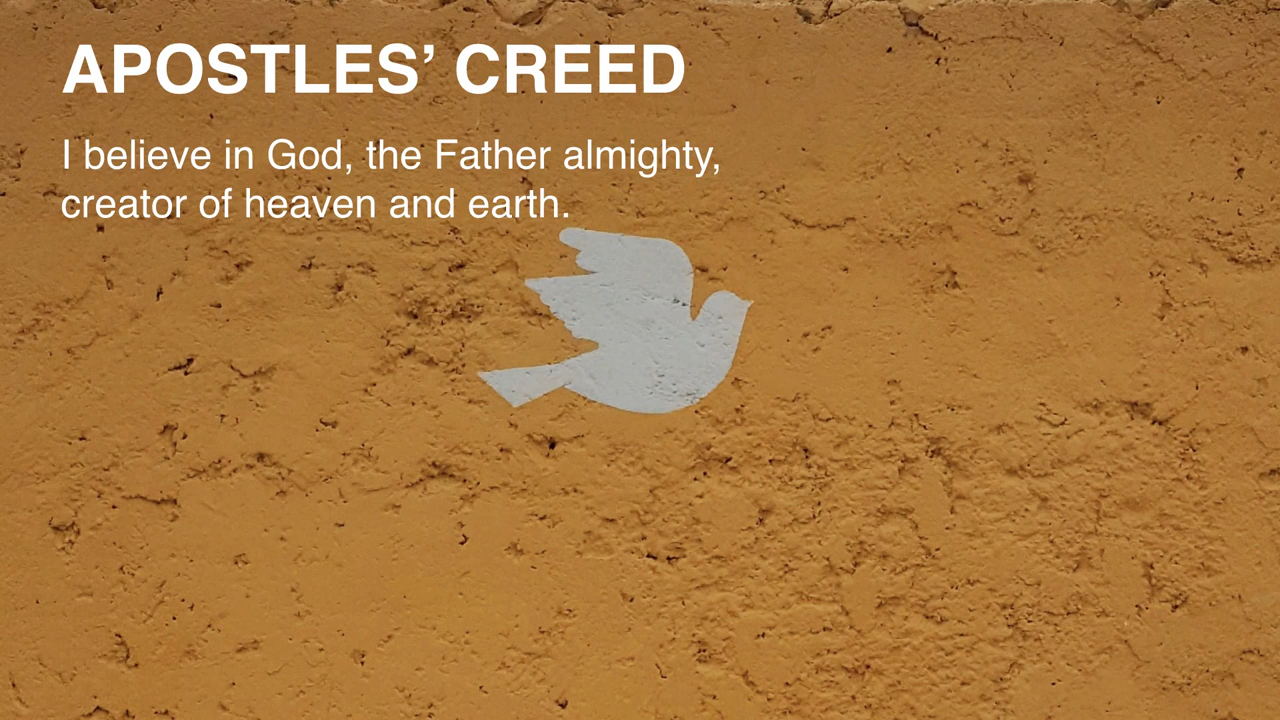 APOSTLES’ CREED
I believe in God, the Father almighty,
creator of heaven and earth.